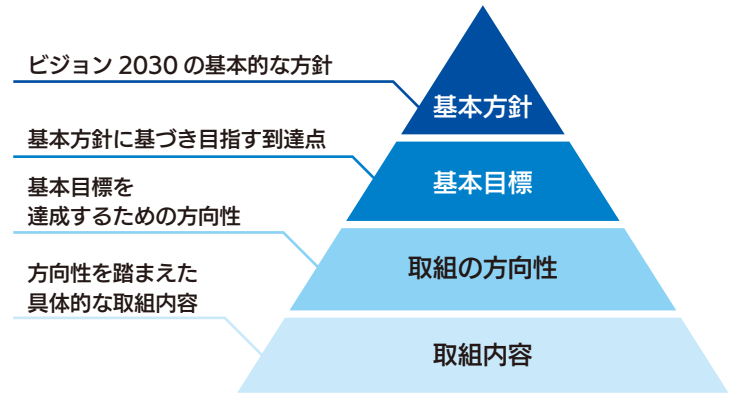 ビジョン 2030 の基本的な方針
基本方針
基本方針に基づき目指す到達点
基本目標
基本目標を
達成するための方向性
取組の方向性
方向性を踏まえた
具体的な取組内容
取組内容